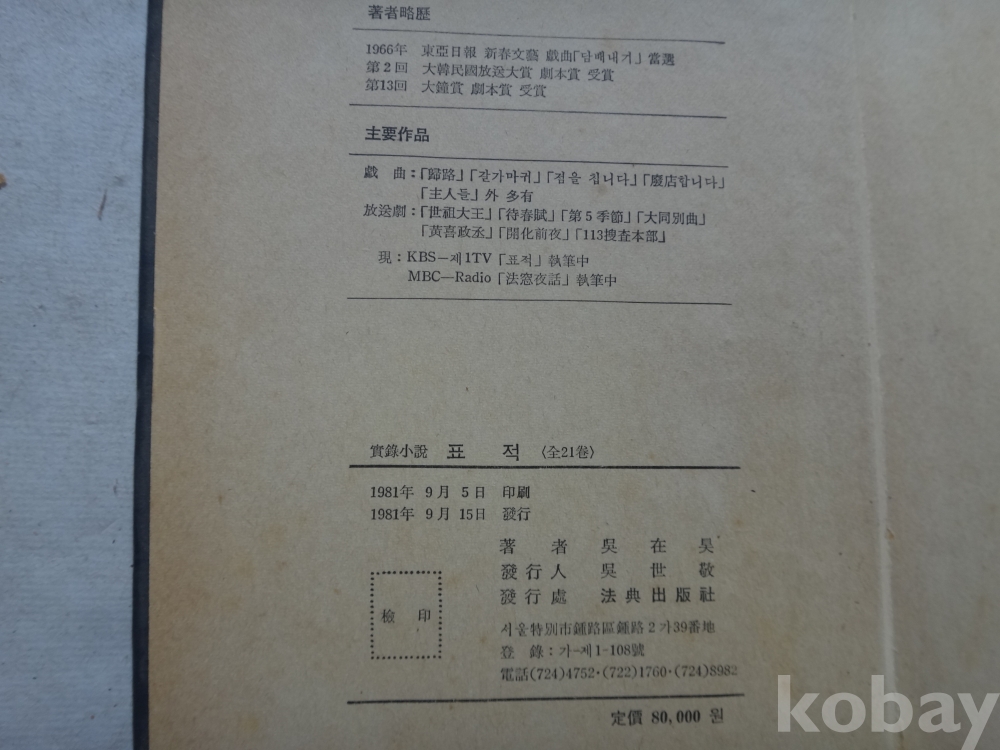 著者略歷
1966年 東亞日報 新春文藝 戱曲「담배내기」當選
第2回 大韓民國放送大賞 劇本賞 受賞
第13回 大鐘賞 劇本賞 受賞
主要作品
戱 曲：「歸路」「갈가마귀」「점을 칩니다」「廢店합니다」
「主人들」外 多有
放送劇：「世祖大王」「待春賦」「第5季節」「大同別曲」
「黃喜政丞」「開化前夜」「113搜査本部」
現：KBS—제1TV「표적」執筆中
MBC—Radio「法窓夜話」執筆中
實錄小說 표 적 〈全21卷〉
1981年 9月 5日 印刷
1981年 9月 15日 發行
著 者 吳 在 昊
發行人 吳 世 敬
發行處 法典出版社
檢 印
서울特別市鍾路區鍾路2가39番地
登 錄：가-제1-108號
電話(724)4752·(722)1760·(724)8982
定價 80,000 원
kobay